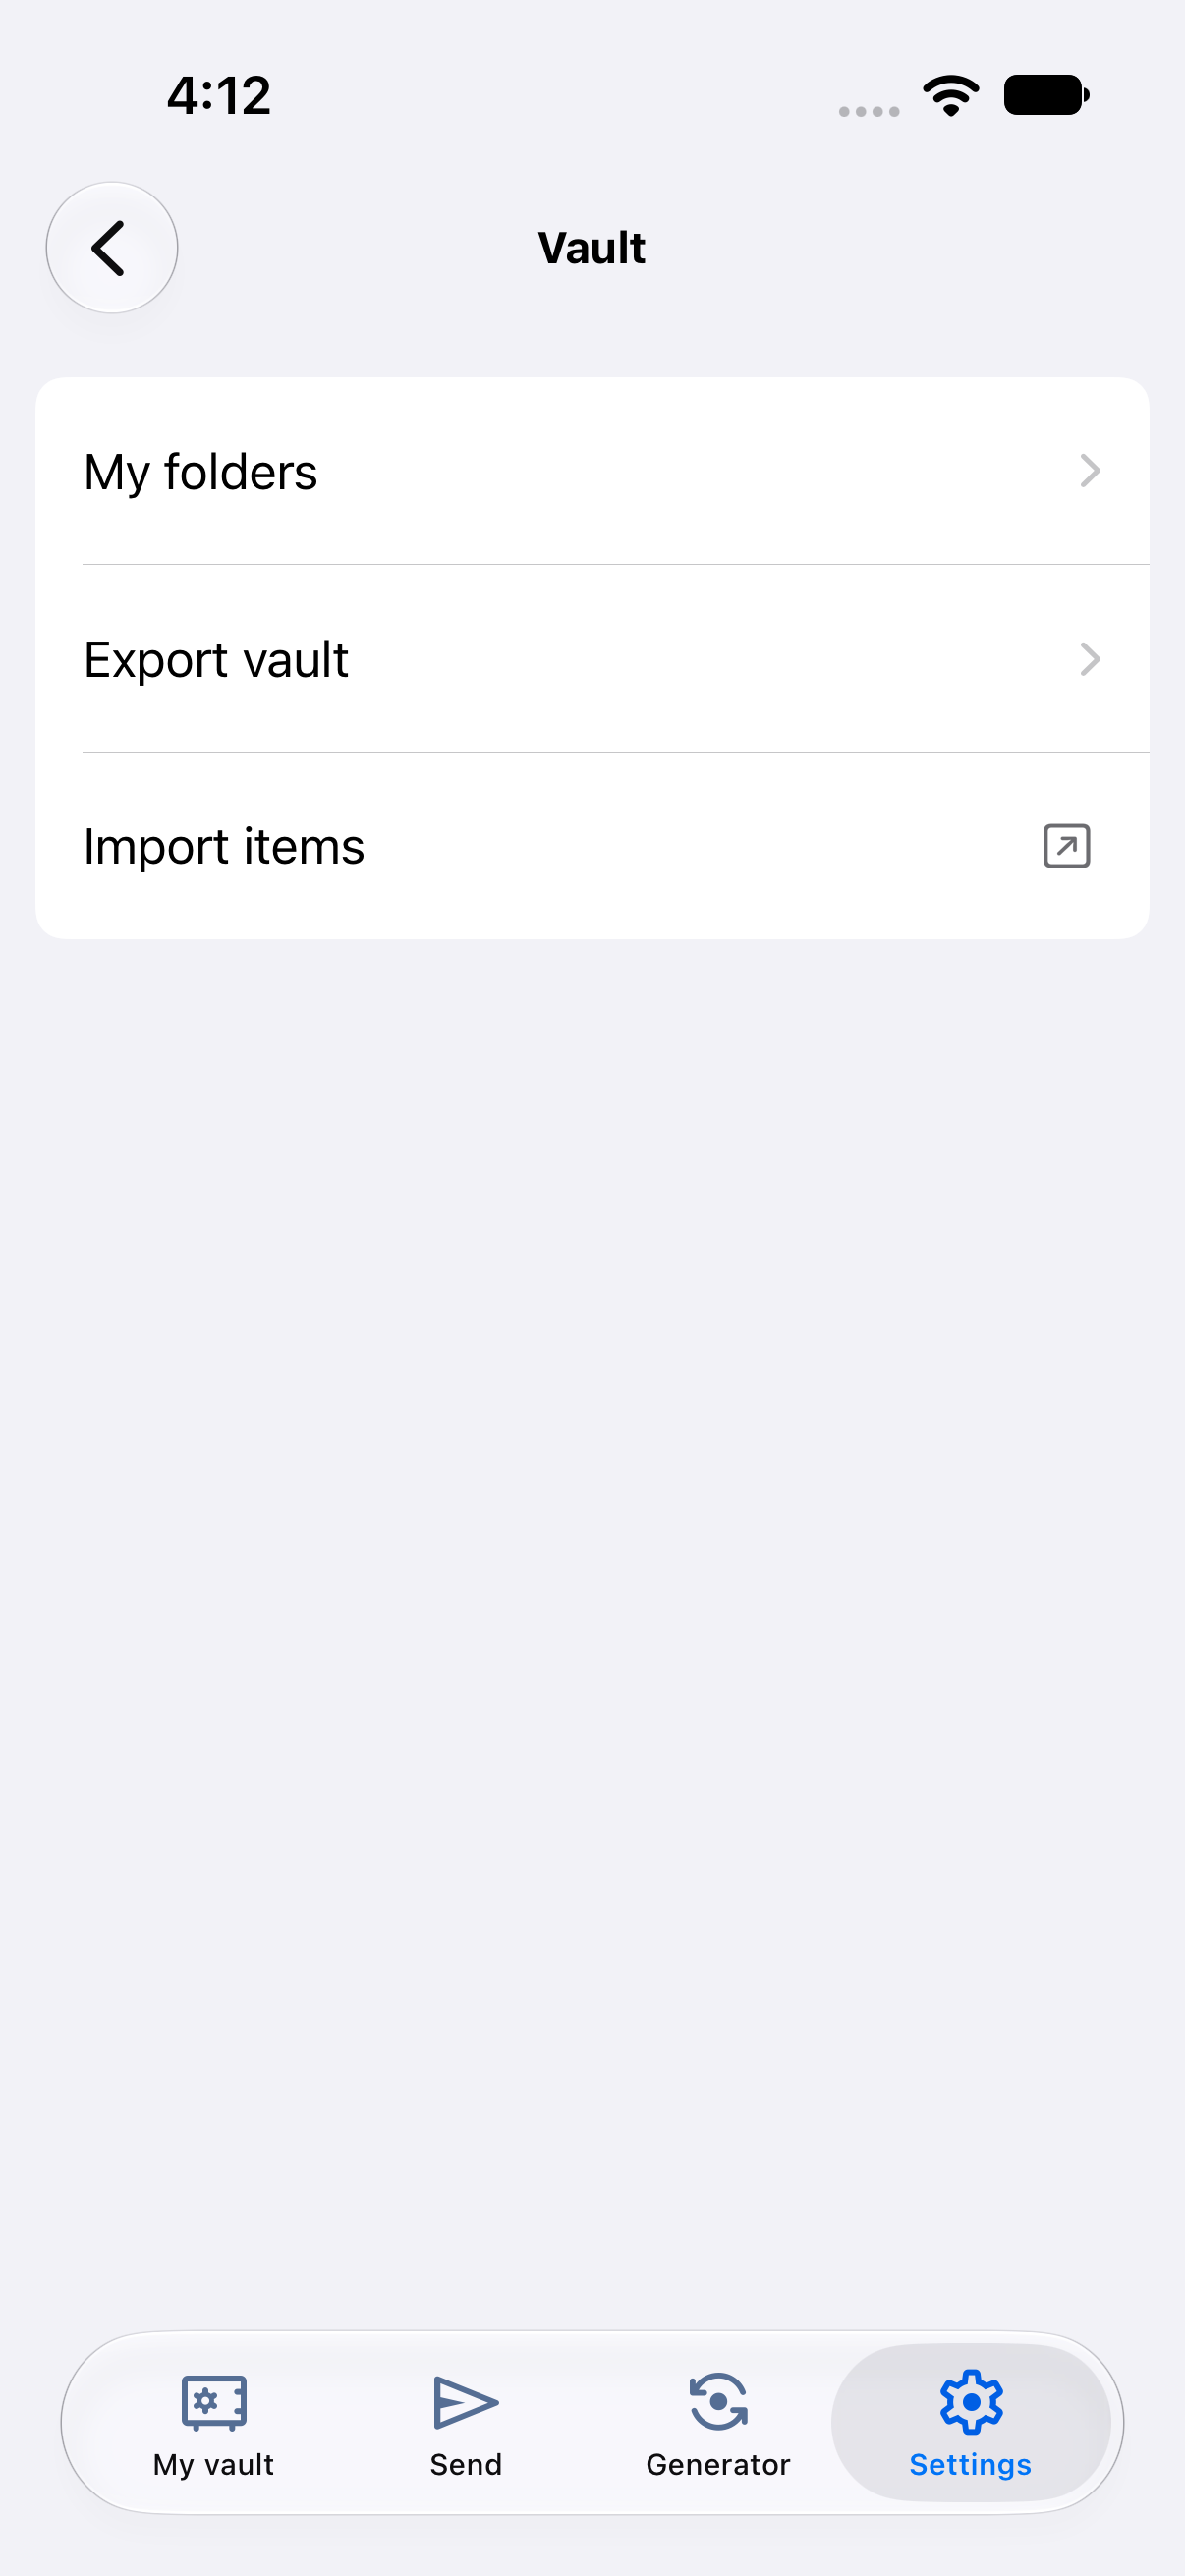 4:12
Vault
My folders
Export vault
Import items
My vault
Send
Generator
Settings